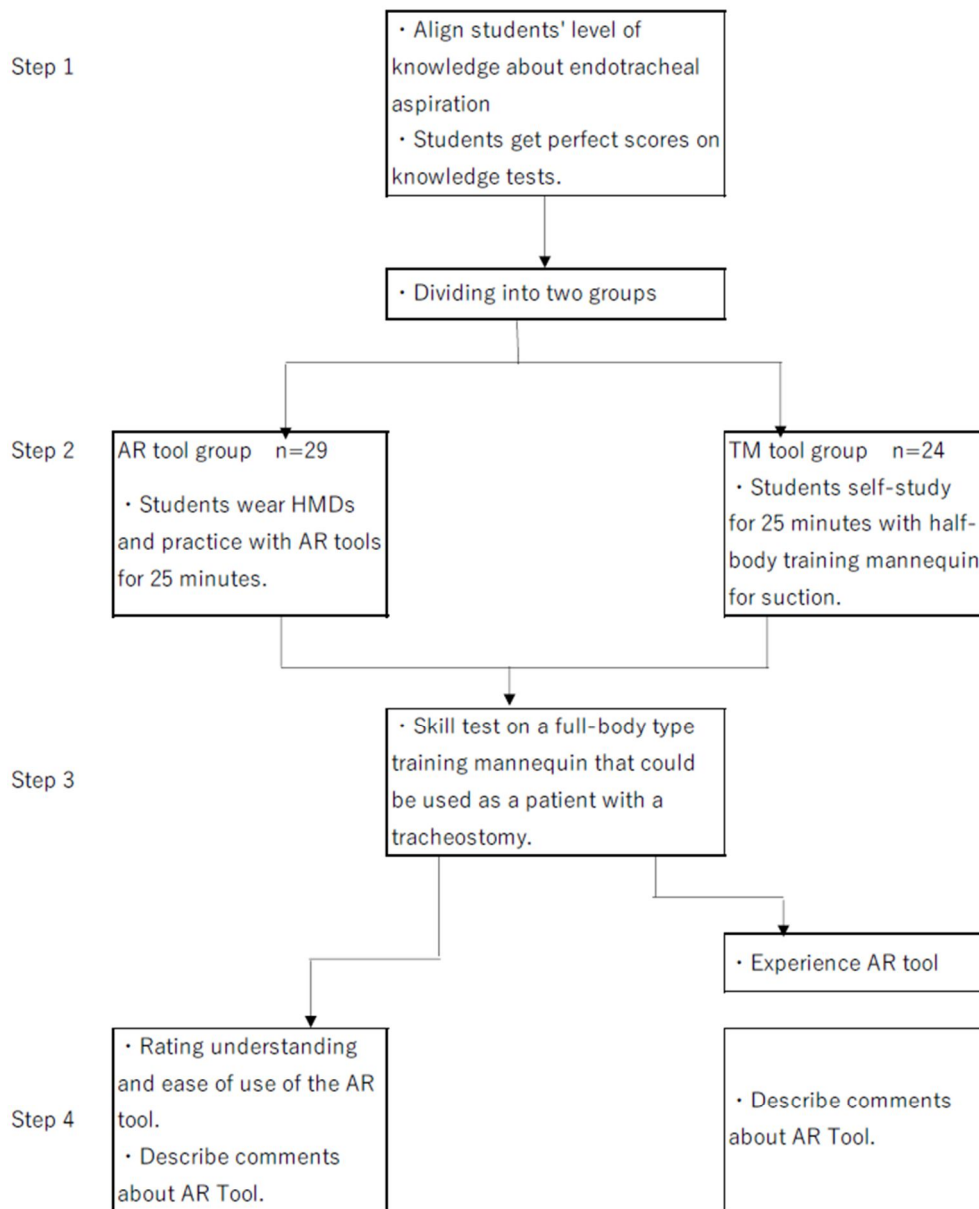 Step 1
・Align students' level of
knowledge about endotracheal
aspiration
・Students get perfect scores on
knowledge tests.
・Dividing into two groups
Step 2
AR tool group n=29
・Students wear HMDs
and practice with AR tools
for 25 minutes.
TM tool group n=24
・Students self-study
for 25 minutes with half-
body training mannequin
for suction.
Step 3
・Skill test on a full-body type
training mannequin that could
be used as a patient with a
tracheostomy.
・Experience AR tool
Step 4
・Rating understanding
and ease of use of the AR
tool.
・Describe comments
about AR Tool.
・Describe comments
about AR Tool.